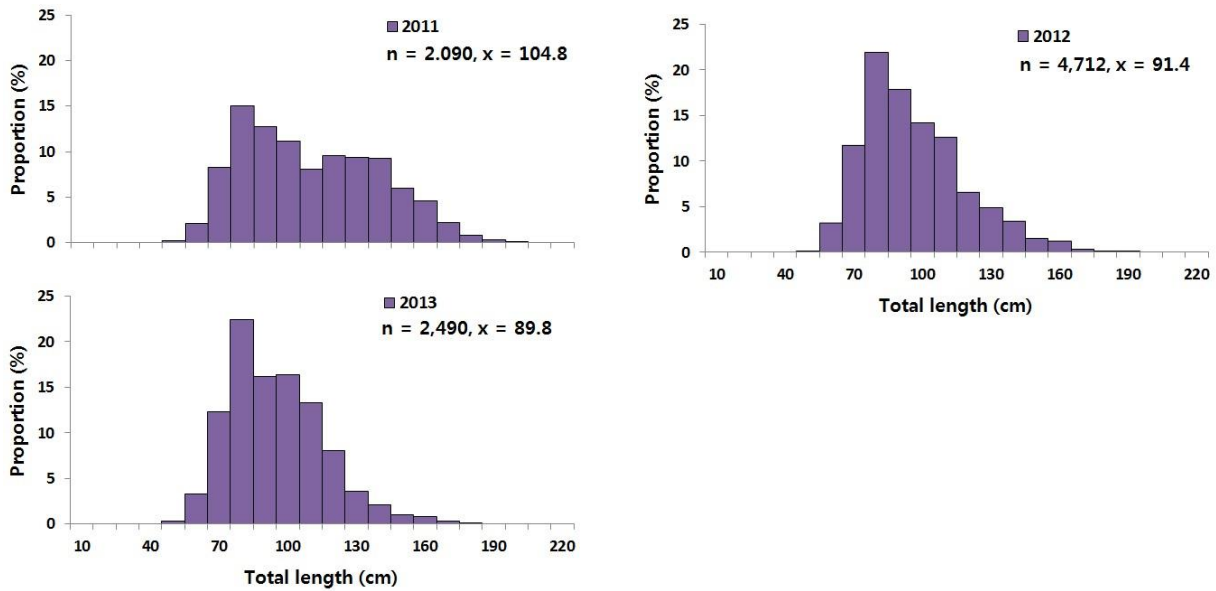 2011
n = 2.090, x = 104.8
Proportion (%)
25
20
15
10
5
0
2012
n = 4,712, x = 91.4
Proportion (%)
25
20
15
10
5
0
10 40 70 100 130 160 190 220
Total length (cm)
2013
n = 2,490, x = 89.8
Proportion (%)
25
20
15
10
5
0
10 40 70 100 130 160 190 220
Total length (cm)